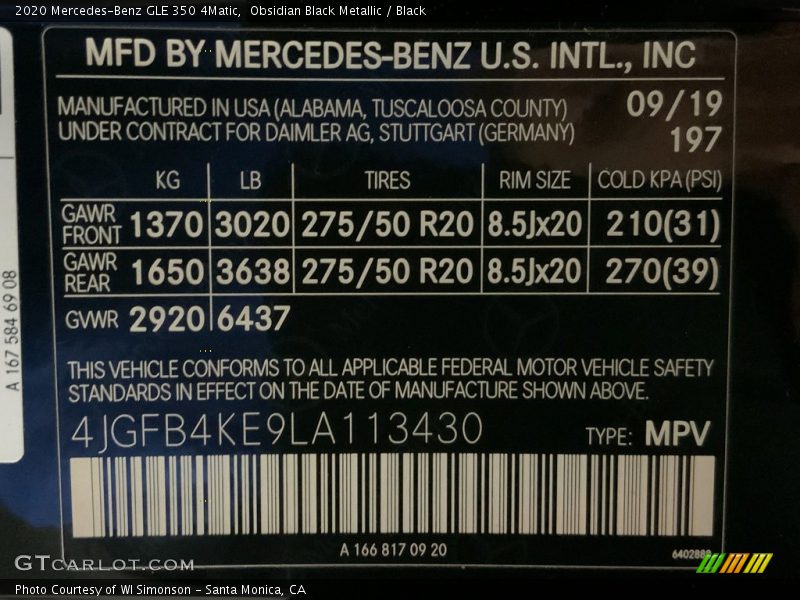 2020 Mercedes-Benz GLE 350 4Matic,  Obsidian Black Metallic / Black
MFD BY MERCEDES-BENZ U.S. INTL., INC
MANUFACTURED IN USA (ALABAMA, TUSCALOOSA COUNTY) 09/19
UNDER CONTRACT FOR DAIMLER AG, STUTTGART (GERMANY) 197
KG LB TIRES RIM SIZE COLD KPA (PSI)
GAWR FRONT 1370 3020 275/50 R20 8.5Jx20 210(31)
GAWR REAR 1650 3638 275/50 R20 8.5Jx20 270(39)
GVWR 2920 6437
THIS VEHICLE CONFORMS TO ALL APPLICABLE FEDERAL MOTOR VEHICLE SAFETY
STANDARDS IN EFFECT ON THE DATE OF MANUFACTURE SHOWN ABOVE.
4JGFB4KE9LA113430 TYPE: MPV
A 166 817 09 20
A 167 584 69 08
GTCARLOT.COM
Photo Courtesy of WI Simonson - Santa Monica, CA